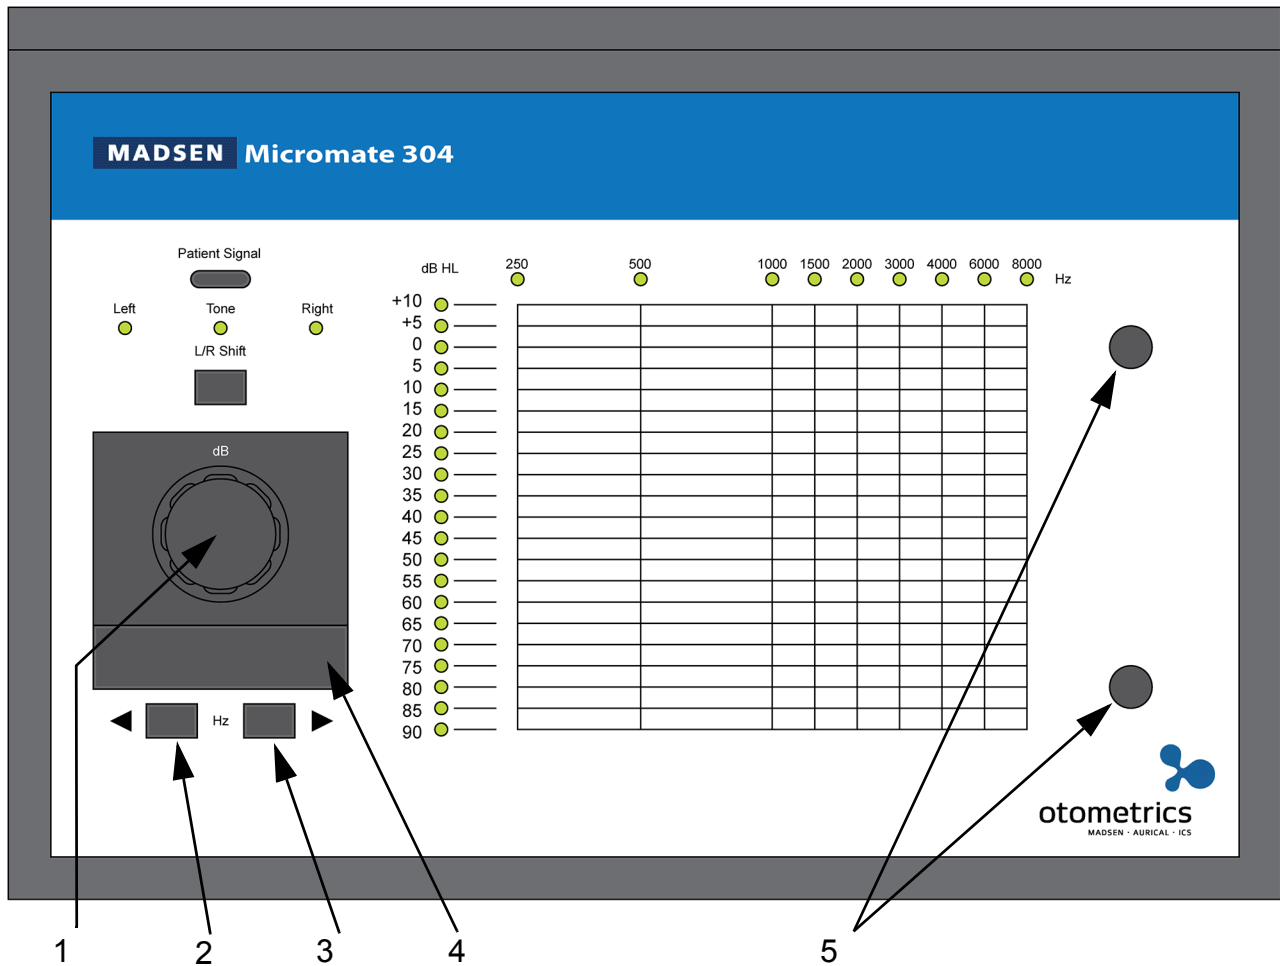 MADSEN Micromate 304
Patient Signal
Left Tone Right
L/R Shift
dB
Hz
dB HL 250 500 1000 1500 2000 3000 4000 6000 8000 Hz
+10
+5
0
5
10
15
20
25
30
35
40
45
50
55
60
65
70
75
80
85
90
otometrics
MADSEN · AURICAL · ICS
1 2 3 4 5